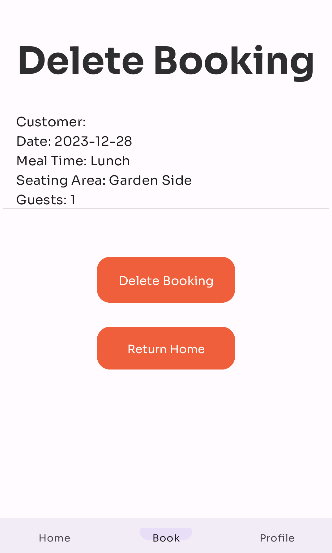 Delete Booking
Customer:
Date: 2023-12-28
Meal Time: Lunch
Seating Area: Garden Side
Guests: 1
Delete Booking
Return Home
Home
Book
Profile